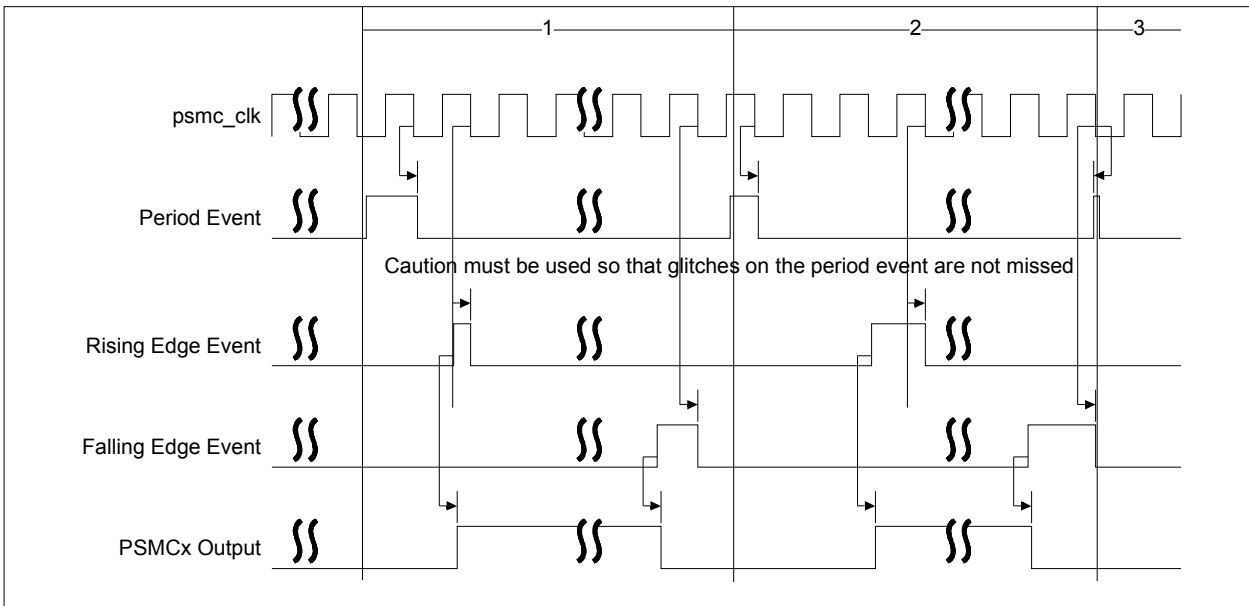 1
2
3
psmc_clk
Period Event
Caution must be used so that glitches on the period event are not missed
Rising Edge Event
Falling Edge Event
PSMCx Output